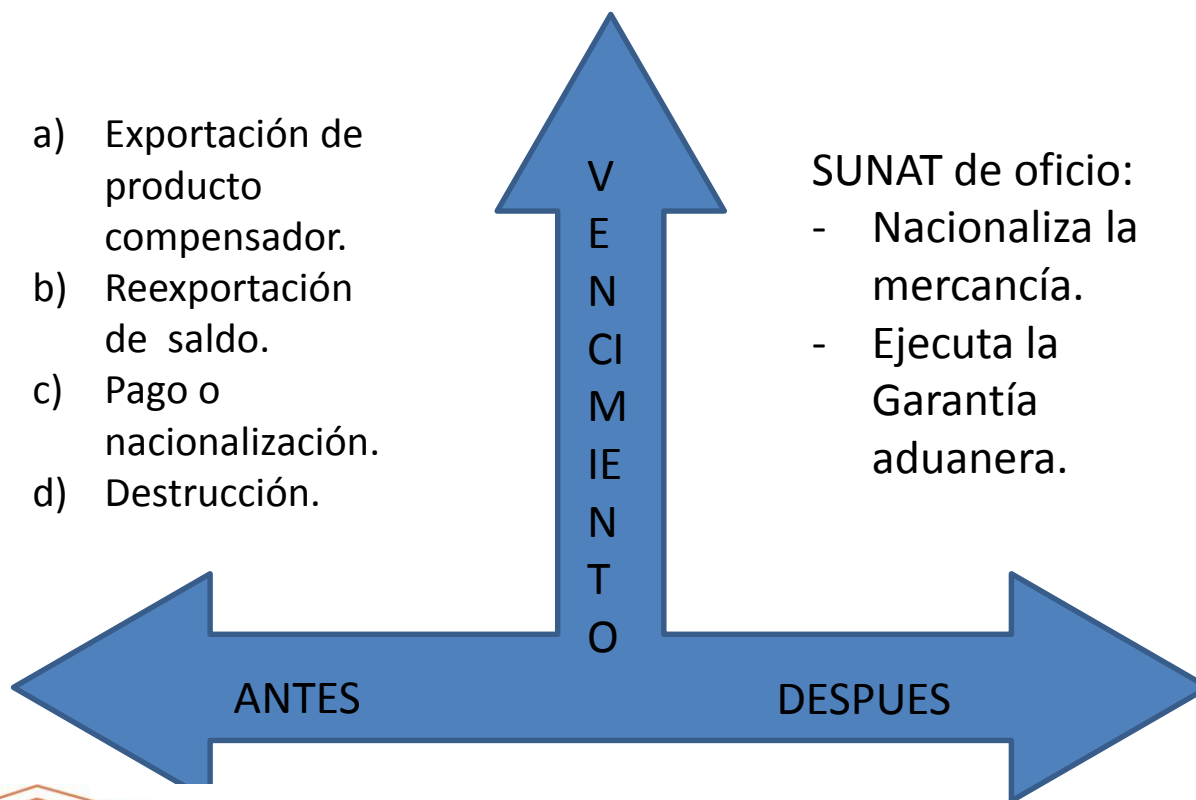 a) Exportación de
producto
compensador.
b) Reexportación
de saldo.
c) Pago o
nacionalización.
d) Destrucción.
V
E
N
CI
M
IE
N
T
O
SUNAT de oficio:
- Nacionaliza la
mercancía.
- Ejecuta la
Garantía
aduanera.
ANTES
DESPUES